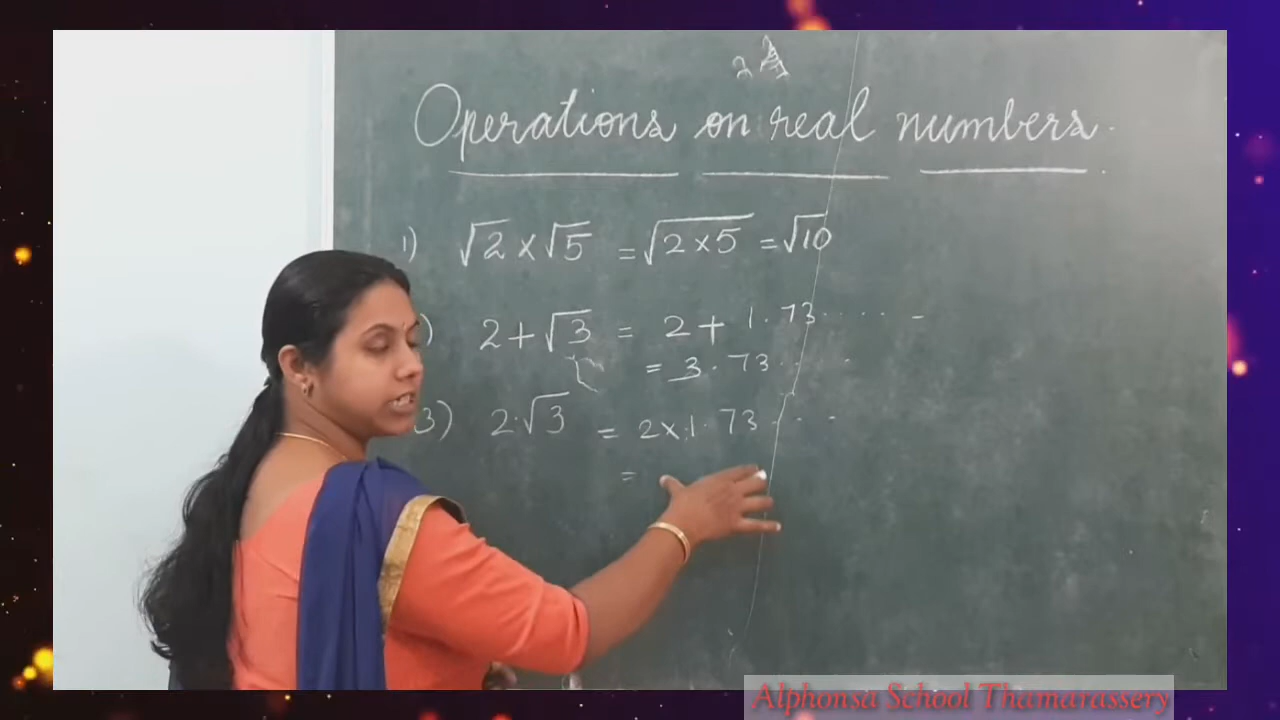 Operations on real numbers.
1) √2 × √5 = √2 × 5 = √10
) 2 + √3 = 2 + 1.73.... -
= 3.73...
3) 2.√3 = 2 × 1.73....
=
Alphonsa School Thamarassery